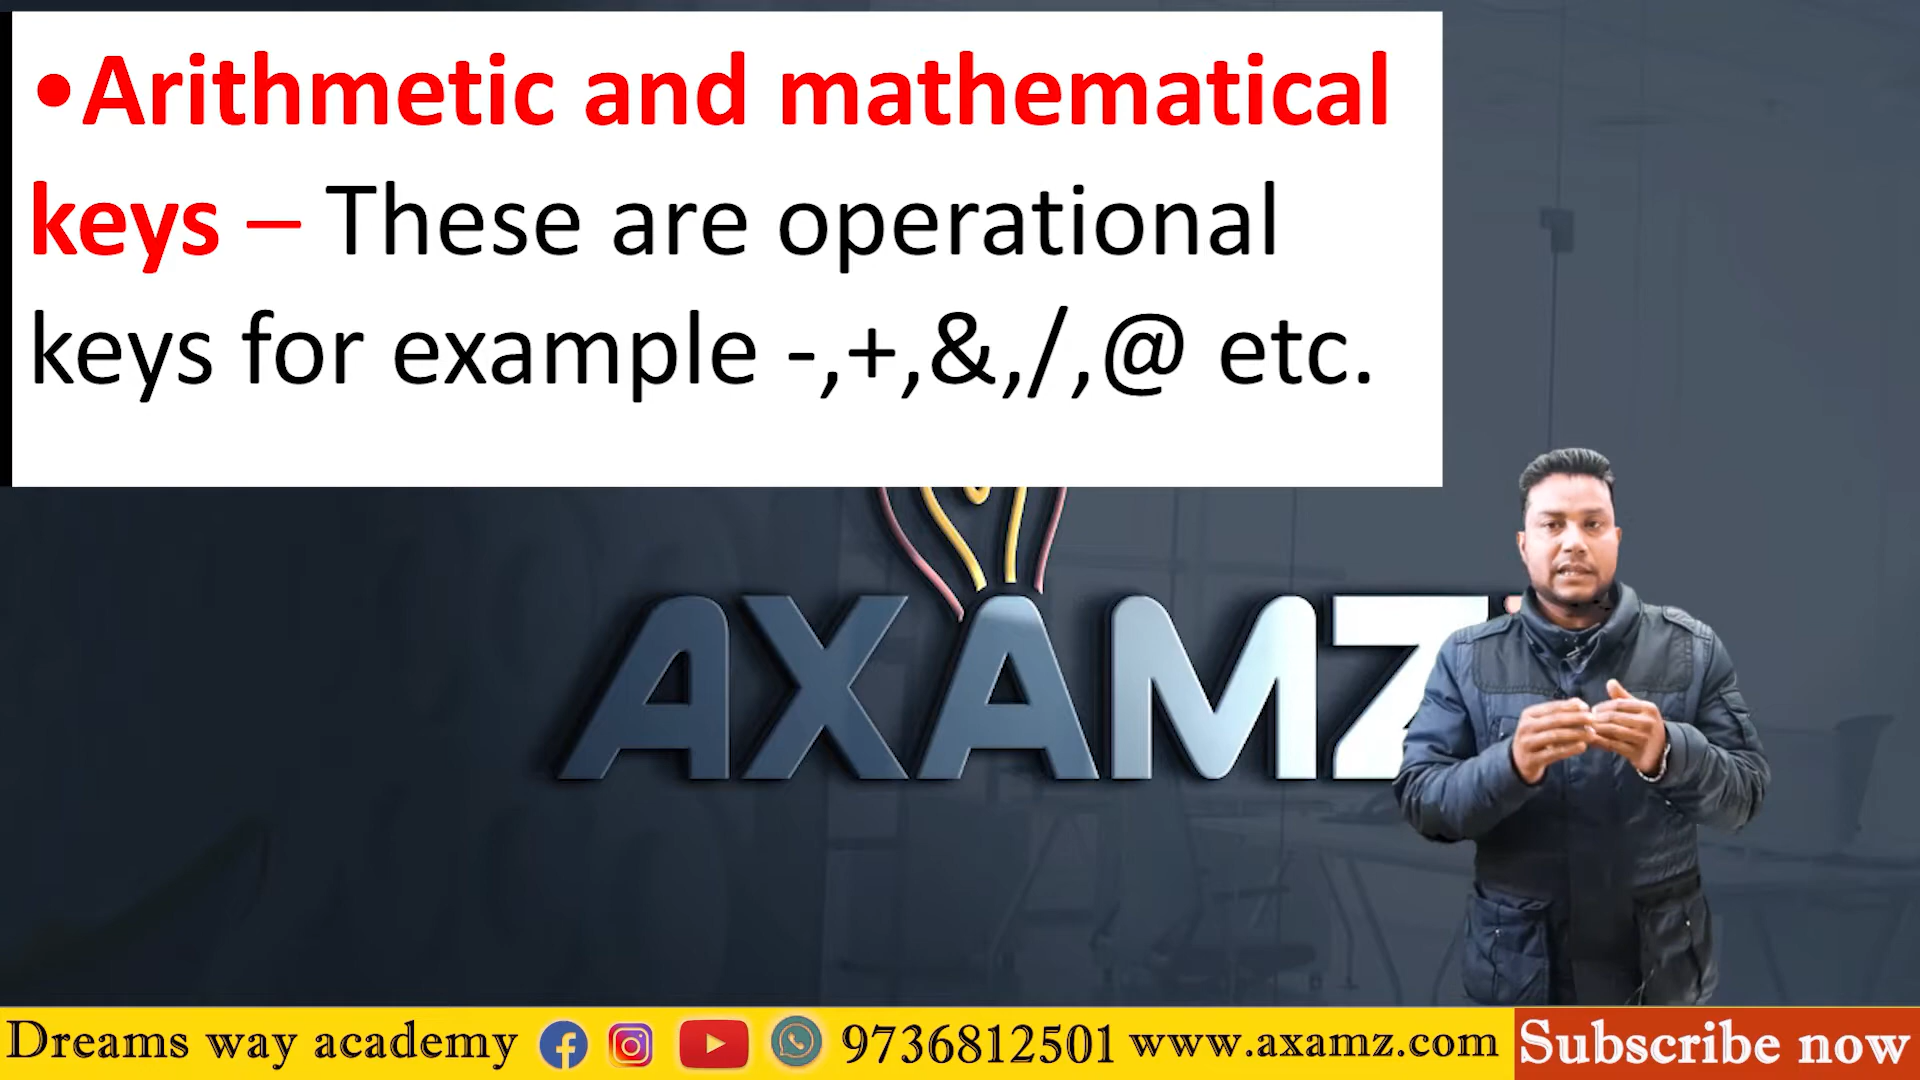 •Arithmetic and mathematical
keys – These are operational
keys for example -,+,&,/,@ etc.
AXAMZ
Dreams way academy 9736812501 www.axamz.com Subscribe now